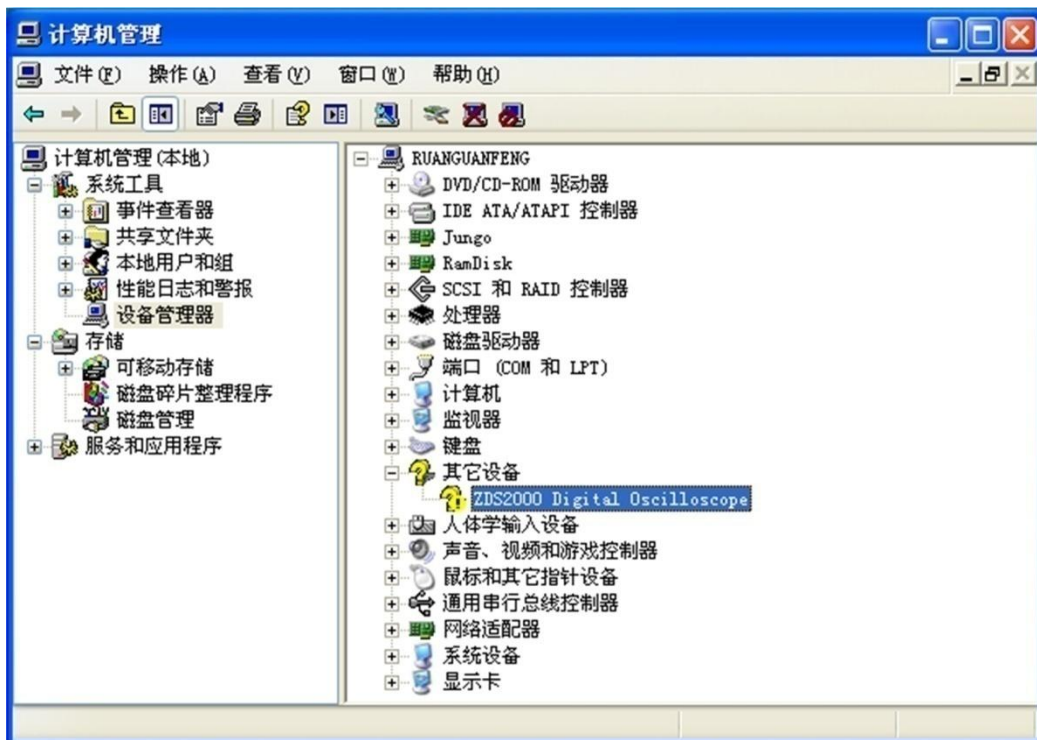 计算机管理
文件(F) 操作(A) 查看(V) 窗口(W) 帮助(H)
计算机管理(本地)
系统工具
事件查看器
共享文件夹
本地用户和组
性能日志和警报
设备管理器
存储
可移动存储
磁盘碎片整理程序
磁盘管理
服务和应用程序
RUANGUANFENG
DVD/CD-ROM 驱动器
IDE ATA/ATAPI 控制器
Jungo
RamDisk
SCSI 和 RAID 控制器
处理器
磁盘驱动器
端口 (COM 和 LPT)
计算机
监视器
键盘
其它设备
ZDS2000 Digital Oscilloscope
人体学输入设备
声音、视频和游戏控制器
鼠标和其它指针设备
通用串行总线控制器
网络适配器
系统设备
显示卡